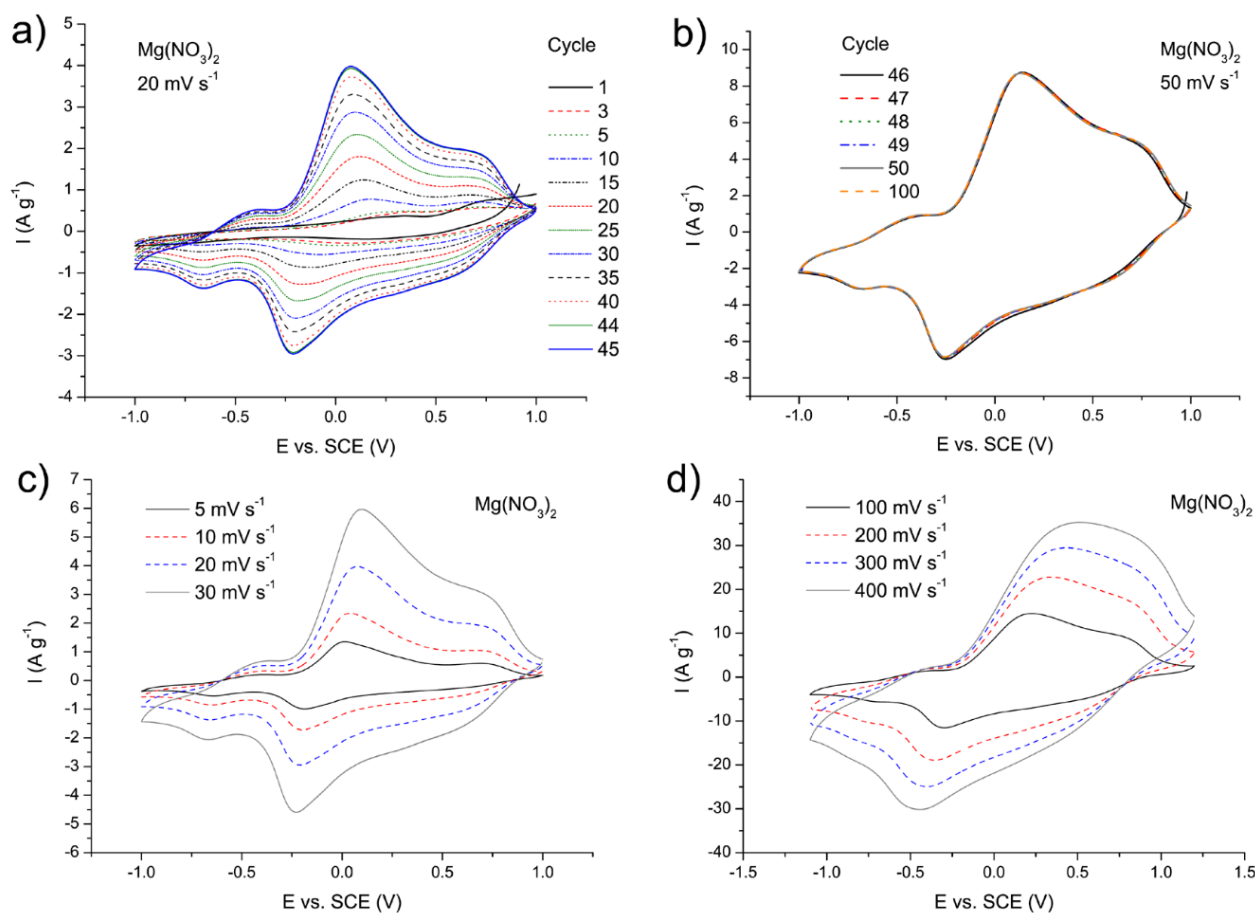 a)
Mg(NO₃)₂
20 mV s⁻¹
Cycle
1
3
5
10
15
20
25
30
35
40
44
45
5
4
3
2
1
0
-1
-2
-3
-4
I (A g⁻¹)
-1.0 -0.5 0.0 0.5 1.0
E vs. SCE (V)
b)
Cycle
46
47
48
49
50
100
Mg(NO₃)₂
50 mV s⁻¹
10
8
6
4
2
0
-2
-4
-6
-8
I (A g⁻¹)
-1.0 -0.5 0.0 0.5 1.0
E vs. SCE (V)
c)
5 mV s⁻¹
10 mV s⁻¹
20 mV s⁻¹
30 mV s⁻¹
Mg(NO₃)₂
7
6
5
4
3
2
1
0
-1
-2
-3
-4
-5
-6
I (A g⁻¹)
-1.0 -0.5 0.0 0.5 1.0
E vs. SCE (V)
d)
100 mV s⁻¹
200 mV s⁻¹
300 mV s⁻¹
400 mV s⁻¹
Mg(NO₃)₂
40
30
20
10
0
-10
-20
-30
-40
I (A g⁻¹)
-1.5 -1.0 -0.5 0.0 0.5 1.0 1.5
E vs. SCE (V)